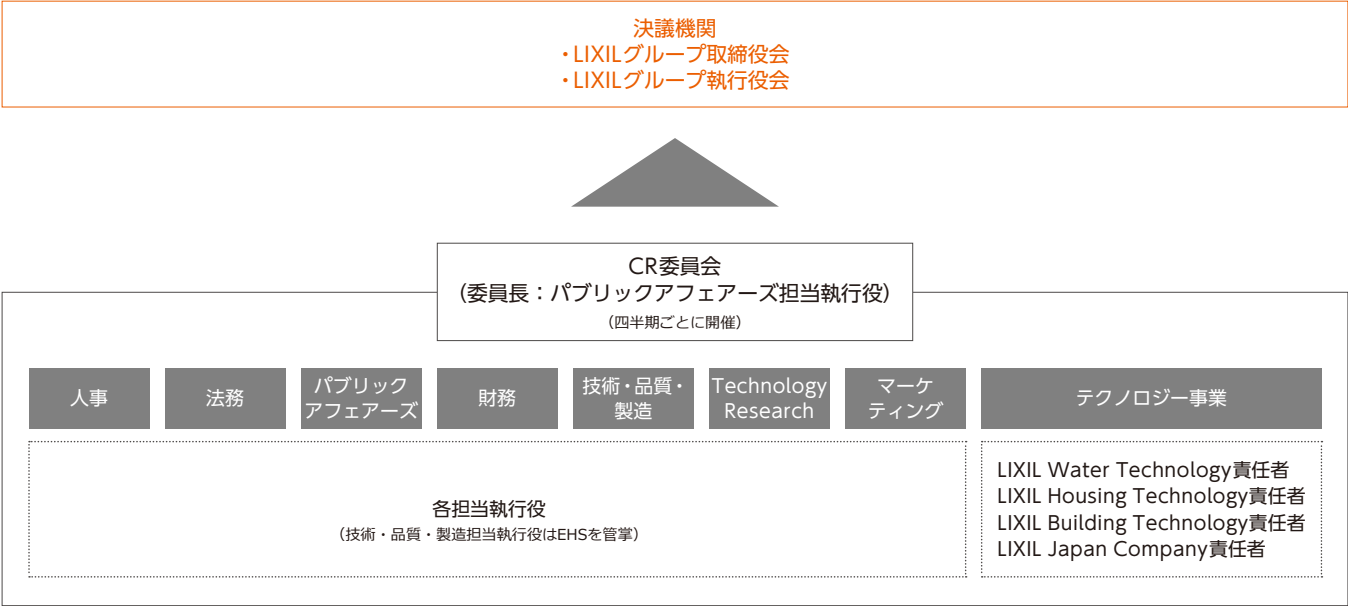 決議機関
・LIXILグループ取締役会
・LIXILグループ執行役会
CR委員会
（委員長：パブリックアフェアーズ担当執行役）
（四半期ごとに開催）
人事
法務
パブリック
アフェアーズ
財務
技術・品質・
製造
Technology
Research
マーケ
ティング
テクノロジー事業
各担当執行役
（技術・品質・製造担当執行役はEHSを管掌）
LIXIL Water Technology責任者
LIXIL Housing Technology責任者
LIXIL Building Technology責任者
LIXIL Japan Company責任者